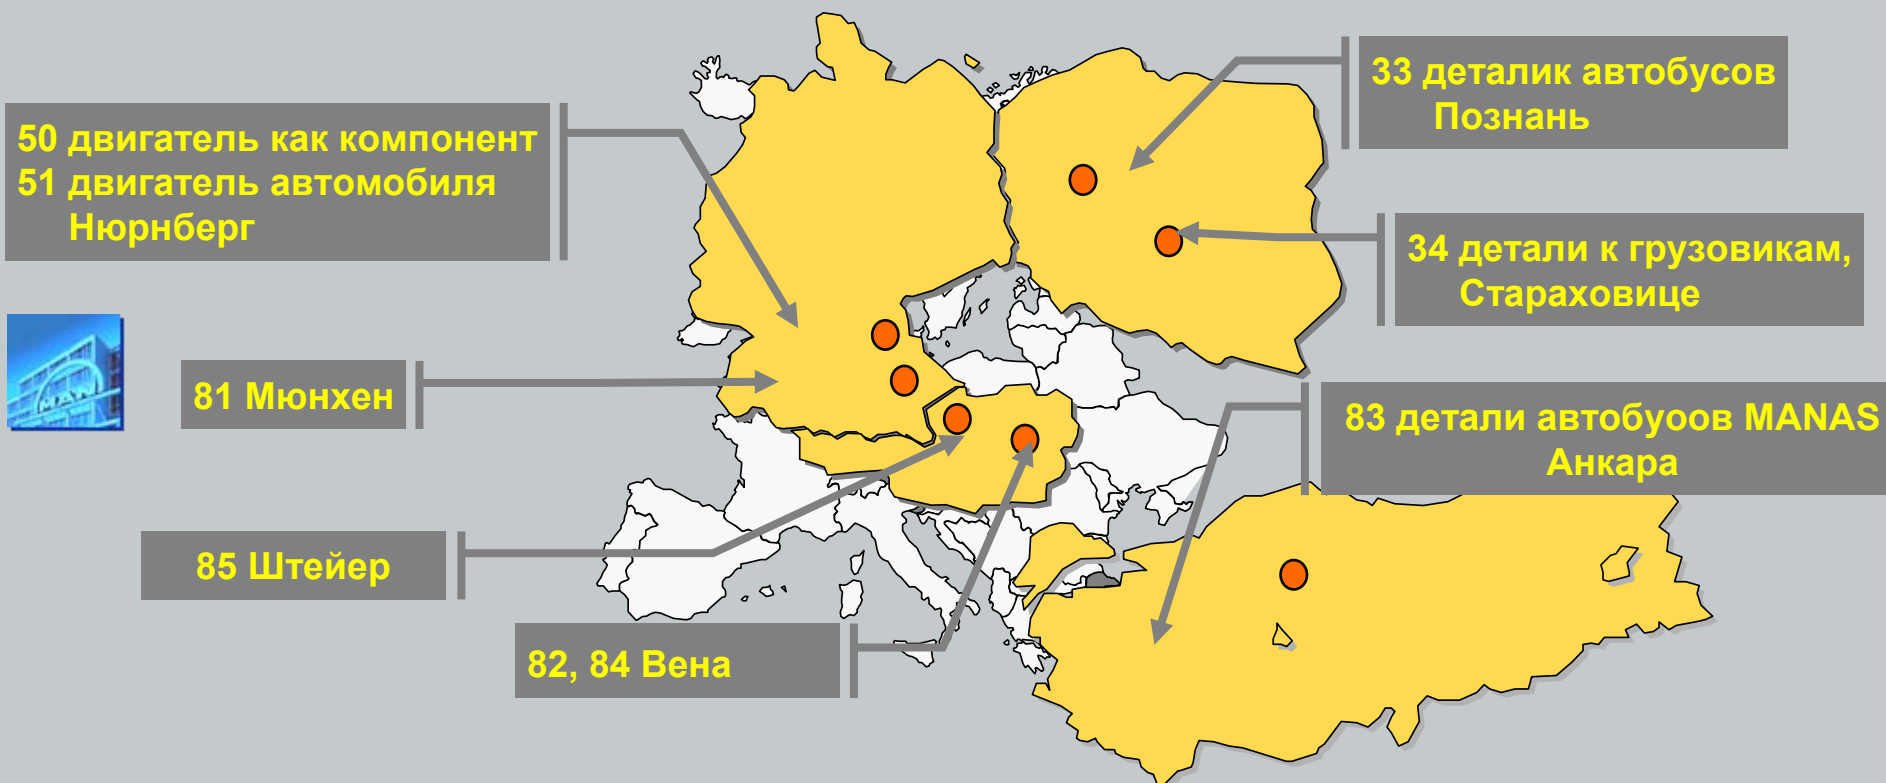 33 деталик автобусов
Познань
50 двигатель как компонент
51 двигатель автомобиля
Нюрнберг
34 детали к грузовикам,
Стараховице
MAN
81 Мюнхен
83 детали автобуоов MANAS
Анкара
85 Штейер
82, 84 Вена